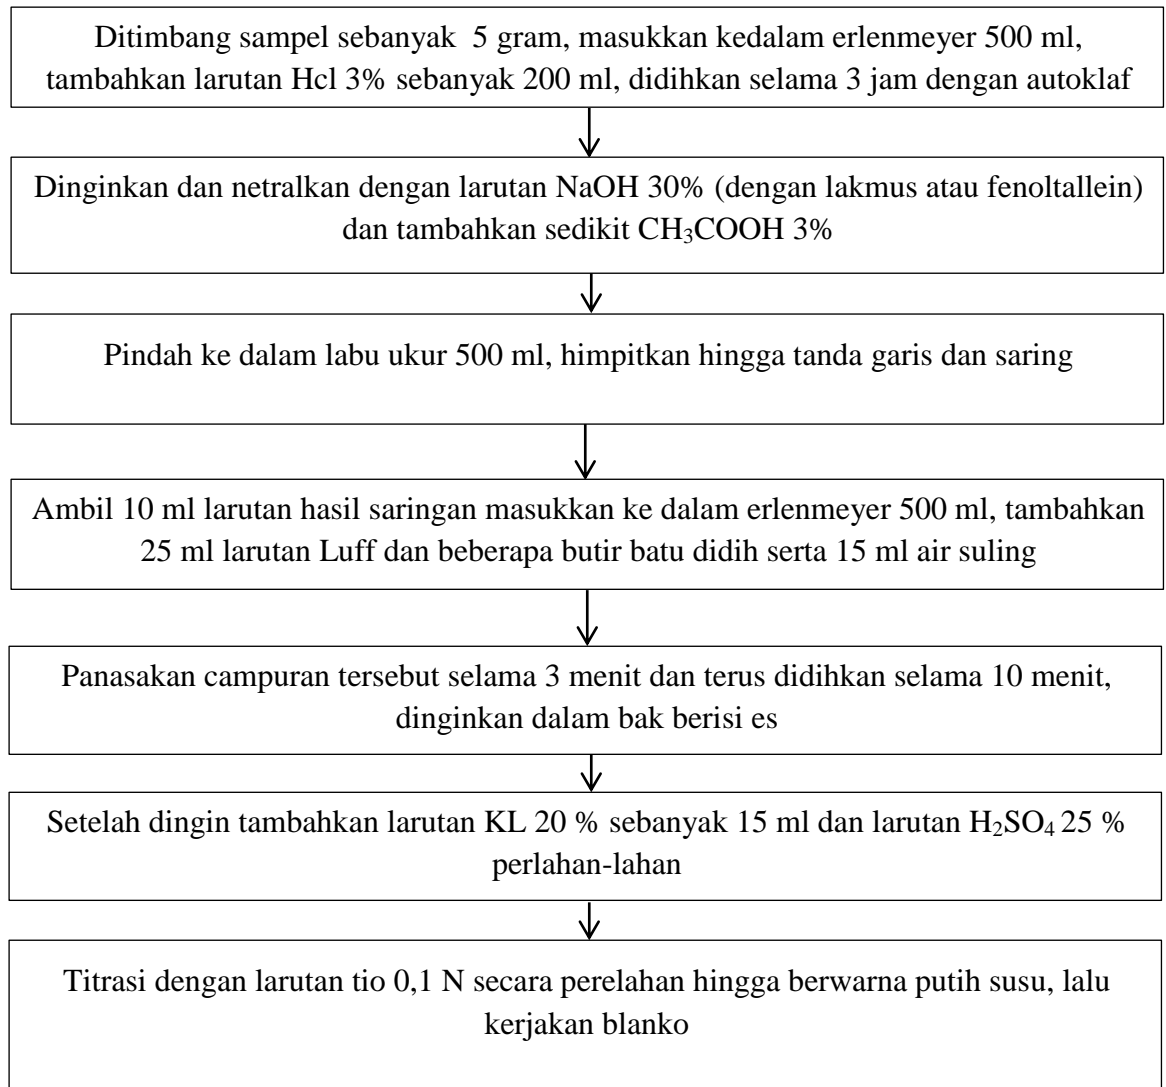 Ditimbang sampel sebanyak  5 gram, masukkan kedalam erlenmeyer 500 ml,
tambahkan larutan Hcl 3% sebanyak 200 ml, didihkan selama 3 jam dengan autoklaf
Dinginkan dan netralkan dengan larutan NaOH 30% (dengan lakmus atau fenoltallein)
dan tambahkan sedikit CH₃COOH 3%
Pindah ke dalam labu ukur 500 ml, himpitkan hingga tanda garis dan saring
Ambil 10 ml larutan hasil saringan masukkan ke dalam erlenmeyer 500 ml, tambahkan
25 ml larutan Luff dan beberapa butir batu didih serta 15 ml air suling
Panasakan campuran tersebut selama 3 menit dan terus didihkan selama 10 menit,
dinginkan dalam bak berisi es
Setelah dingin tambahkan larutan KL 20 % sebanyak 15 ml dan larutan H₂SO₄ 25 %
perlahan-lahan
Titrasi dengan larutan tio 0,1 N secara perelahan hingga berwarna putih susu, lalu
kerjakan blanko